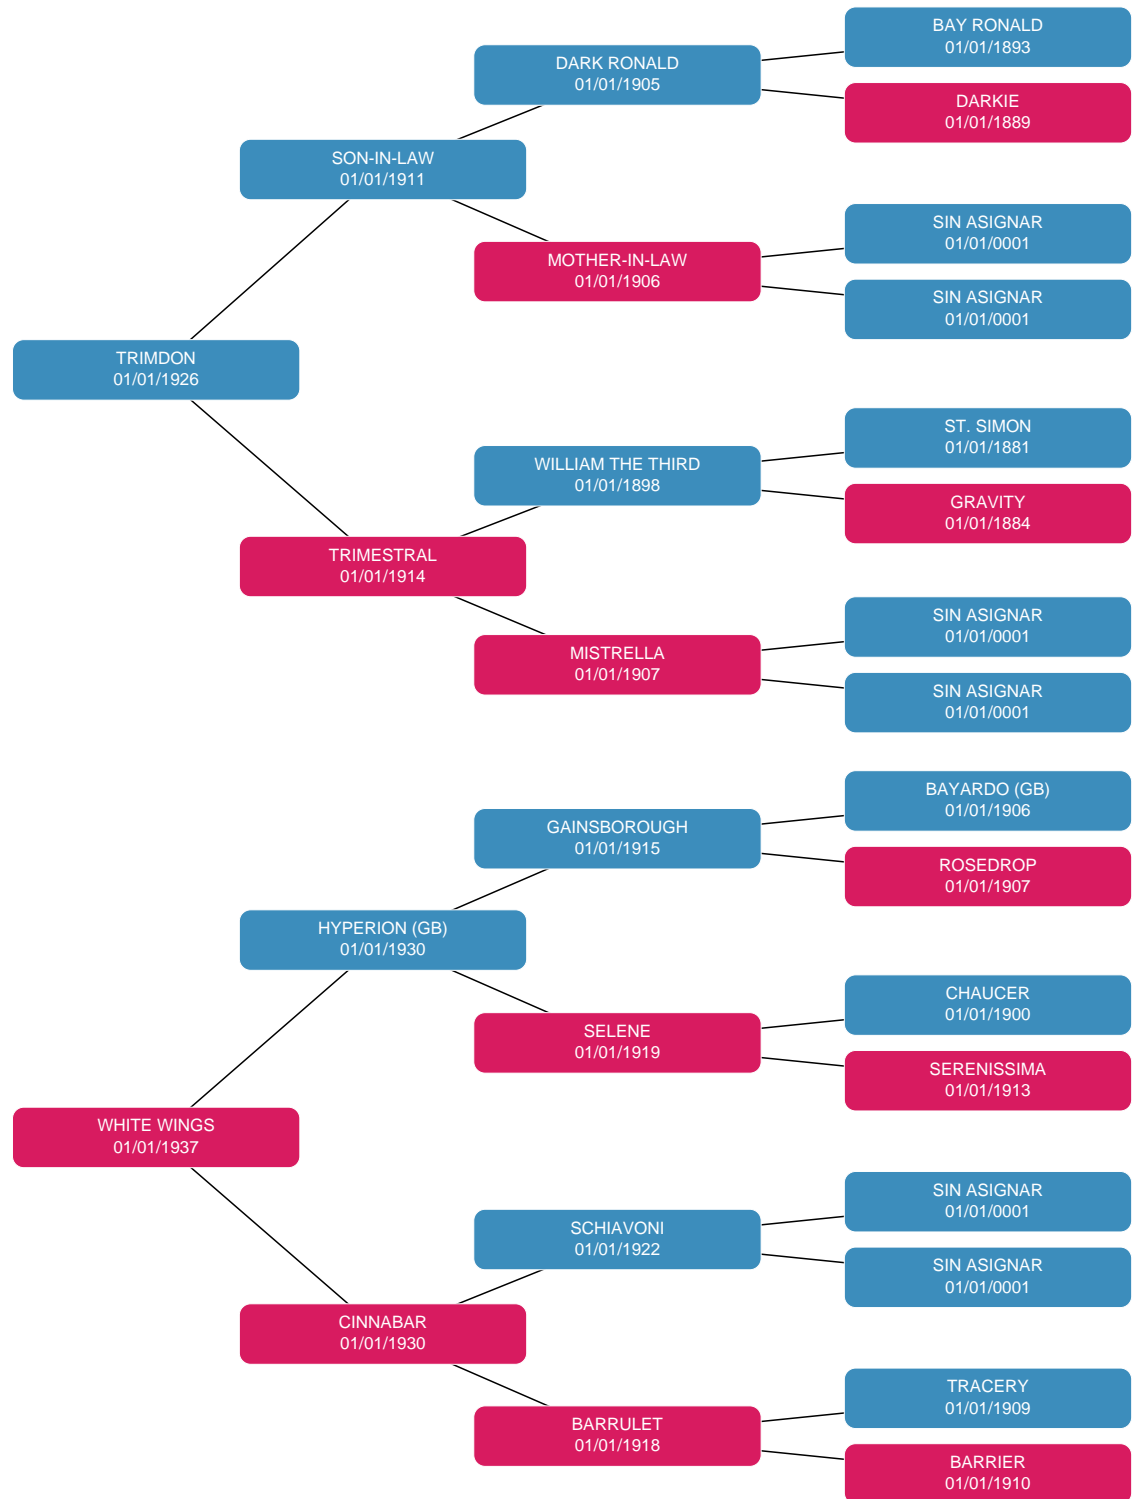 BAY RONALD
01/01/1893
DARK RONALD
01/01/1905
DARKIE
01/01/1889
SON-IN-LAW
01/01/1911
SIN ASIGNAR
01/01/0001
MOTHER-IN-LAW
01/01/1906
SIN ASIGNAR
01/01/0001
TRIMDON
01/01/1926
ST. SIMON
01/01/1881
WILLIAM THE THIRD
01/01/1898
GRAVITY
01/01/1884
TRIMESTRAL
01/01/1914
SIN ASIGNAR
01/01/0001
MISTRELLA
01/01/1907
SIN ASIGNAR
01/01/0001
BAYARDO (GB)
01/01/1906
GAINSBOROUGH
01/01/1915
ROSEDROP
01/01/1907
HYPERION (GB)
01/01/1930
CHAUCER
01/01/1900
SELENE
01/01/1919
SERENISSIMA
01/01/1913
WHITE WINGS
01/01/1937
SIN ASIGNAR
01/01/0001
SCHIAVONI
01/01/1922
SIN ASIGNAR
01/01/0001
CINNABAR
01/01/1930
TRACERY
01/01/1909
BARRULET
01/01/1918
BARRIER
01/01/1910